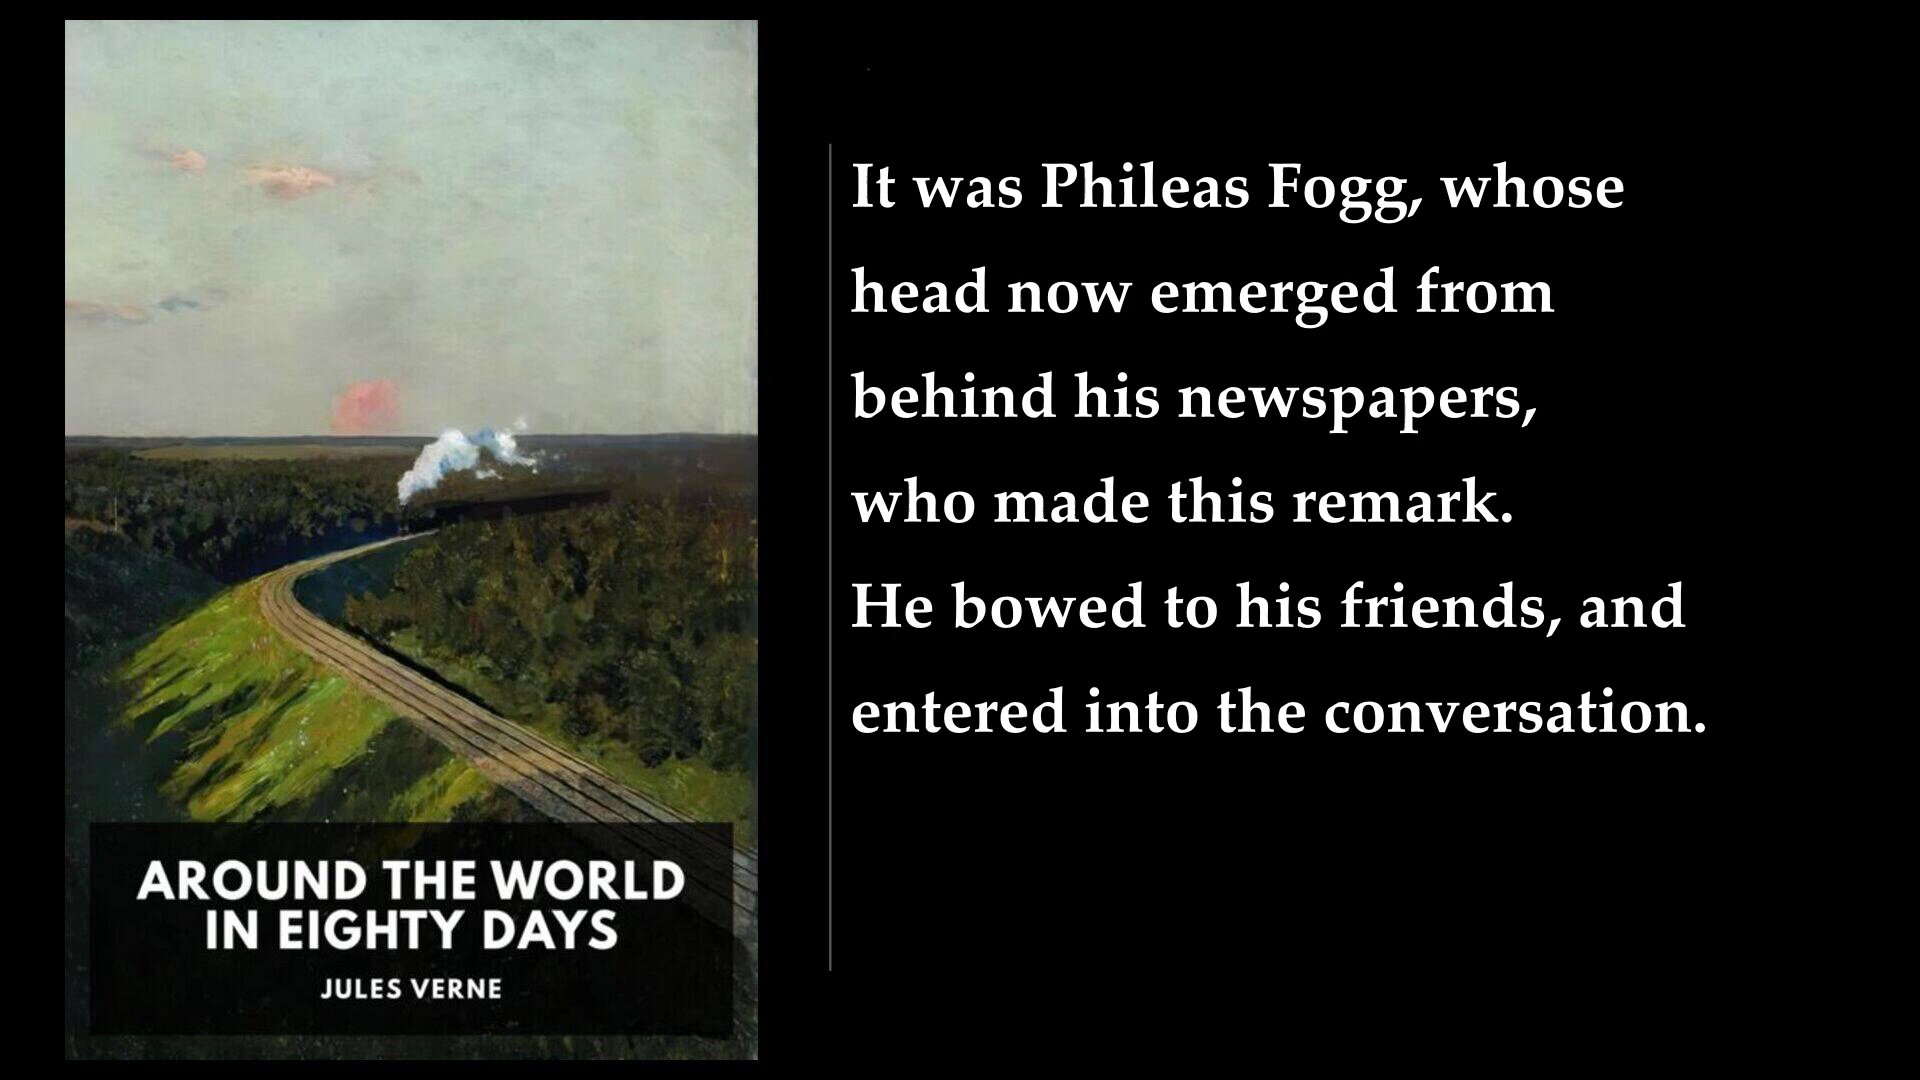 AROUND THE WORLD
IN EIGHTY DAYS
JULES VERNE
It was Phileas Fogg, whose
head now emerged from
behind his newspapers,
who made this remark.
He bowed to his friends, and
entered into the conversation.